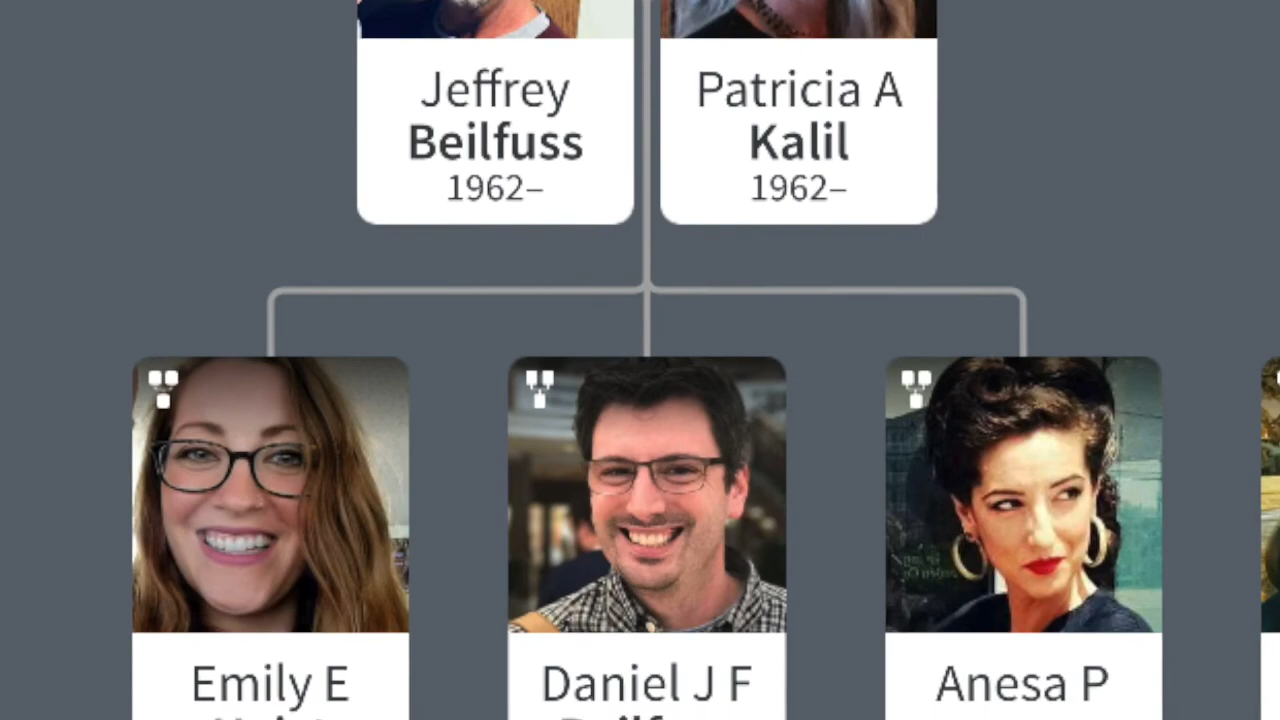 Jeffrey
Beilfuss
1962–
Patricia A
Kalil
1962–
Emily E
Daniel J F
Anesa P